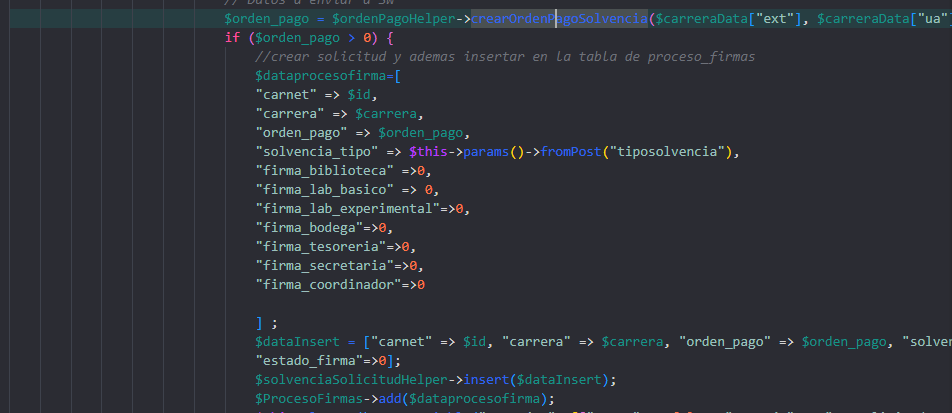 // Datos a enviar a SW
$orden_pago = $ordenPagoHelper->crearOrdenPagoSolvencia($carreraData["ext"], $carreraData["ua"]
if ($orden_pago > 0) {
//crear solicitud y ademas insertar en la tabla de proceso_firmas
$dataprocesofirma=[
"carnet" => $id,
"carrera" => $carrera,
"orden_pago" => $orden_pago,
"solvencia_tipo" => $this->params()->fromPost("tiposolvencia"),
"firma_biblioteca" =>0,
"firma_lab_basico" => 0,
"firma_lab_experimental"=>0,
"firma_bodega"=>0,
"firma_tesoreria"=>0,
"firma_secretaria"=>0,
"firma_coordinador"=>0
] ;
$dataInsert = ["carnet" => $id, "carrera" => $carrera, "orden_pago" => $orden_pago, "solver
"estado_firma"=>0];
$solvenciaSolicitudHelper->insert($dataInsert);
$ProcesoFirmas->add($dataprocesofirma);